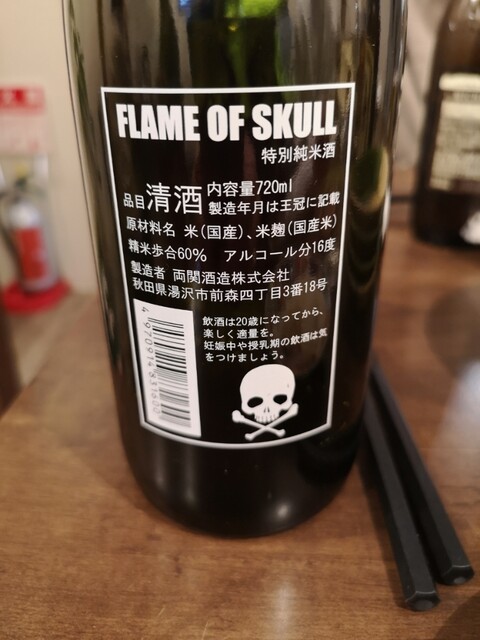 FLAME OF SKULL
特別純米酒
品目 清酒 内容量720ml
製造年月は王冠に記載
原材料名 米(国産)、米麹(国産米)
精米歩合60% アルコール分16度
製造者 両関酒造株式会社
秋田県湯沢市前森四丁目3番18号
飲酒は20歳になってから、
楽しく適量を。
妊娠中や授乳期の飲酒は気
をつけましょう。